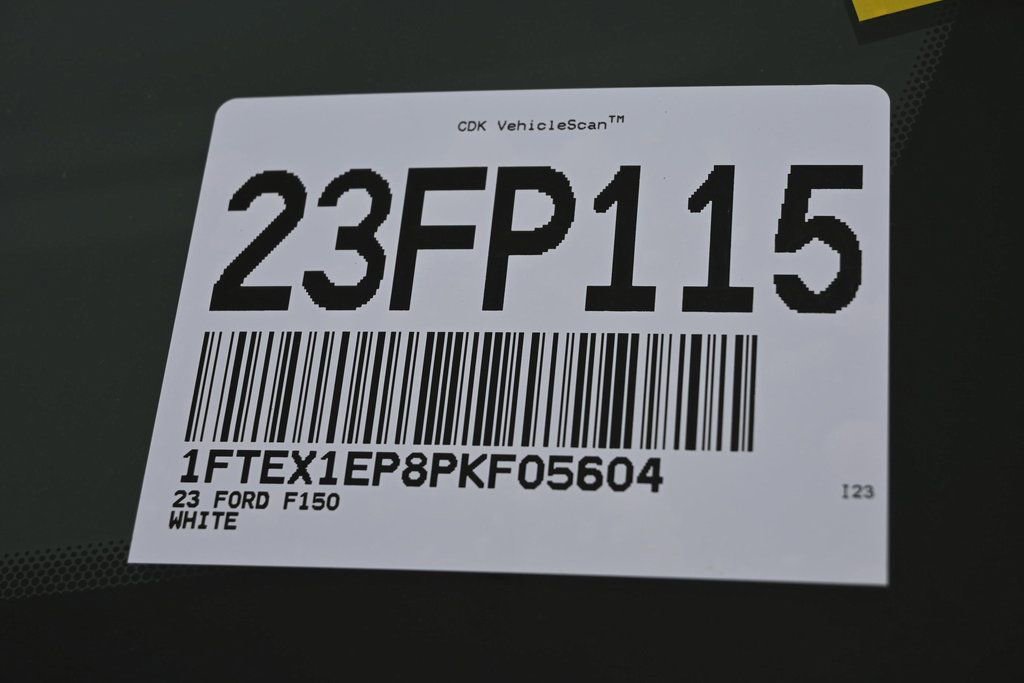 CDK VehicleScan™
23FP115
1FTEX1EP8PKF05604
23 FORD F150
I23
WHITE